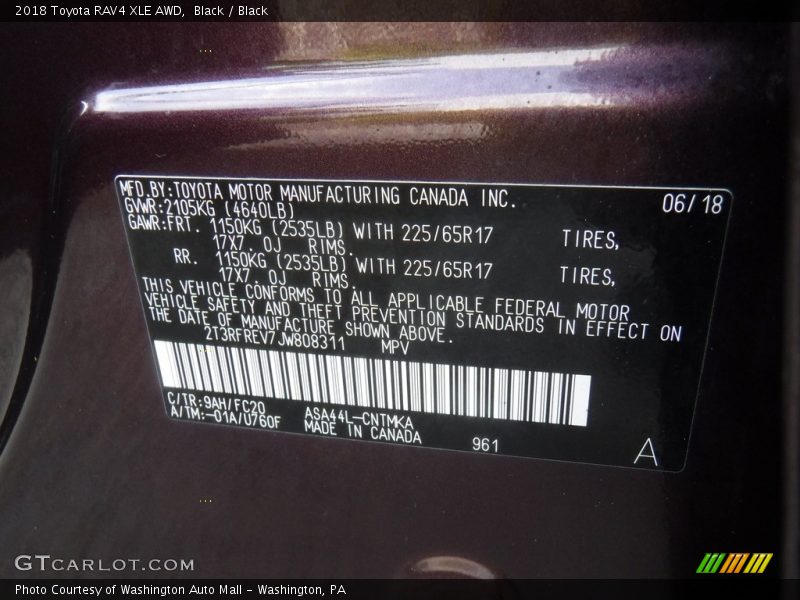 2018 Toyota RAV4 XLE AWD,  Black / Black
MFD.BY:TOYOTA MOTOR MANUFACTURING CANADA INC.  06/18
GVWR:2105KG (4640LB)
GAWR:FRT.  1150KG (2535LB) WITH 225/65R17  TIRES,
17X7  0J  RIMS.
RR.  1150KG (2535LB) WITH 225/65R17  TIRES,
17X7  0J  RIMS.
THIS VEHICLE CONFORMS TO ALL APPLICABLE FEDERAL MOTOR
VEHICLE SAFETY AND THEFT PREVENTION STANDARDS IN EFFECT ON
THE DATE OF MANUFACTURE SHOWN ABOVE.
2T3RFREV7JW808311  MPV
C/TR:9AH/FC20  ASA44L-CNTMKA
A/TM:-01A/U760F  MADE IN CANADA  961  A
GTCARLOT.COM
Photo Courtesy of Washington Auto Mall - Washington, PA